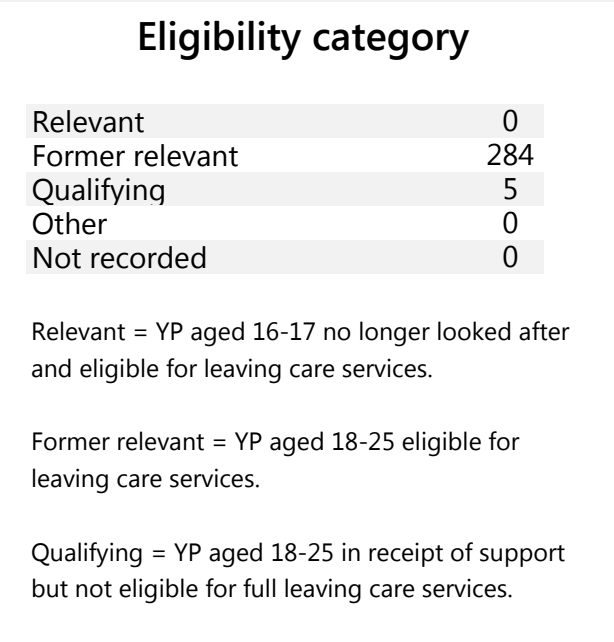 Eligibility category
Relevant 0
Former relevant 284
Qualifying 5
Other 0
Not recorded 0
Relevant = YP aged 16-17 no longer looked after
and eligible for leaving care services.
Former relevant = YP aged 18-25 eligible for
leaving care services.
Qualifying = YP aged 18-25 in receipt of support
but not eligible for full leaving care services.